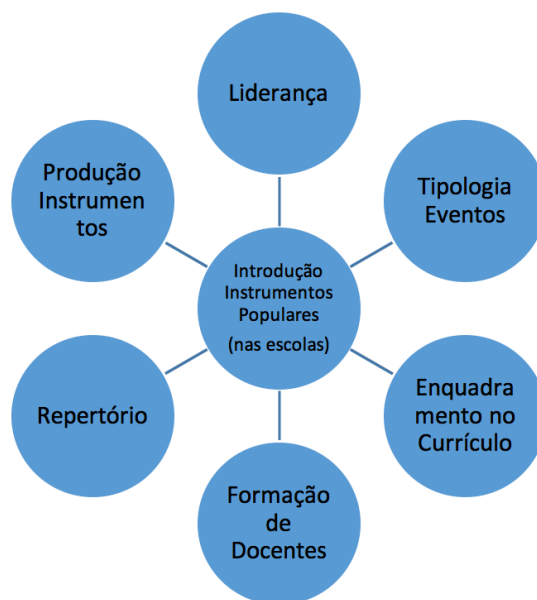 Liderança
Produção
Instrumen
tos
Tipologia
Eventos
Introdução
Instrumentos
Populares
(nas escolas)
Repertório
Enquadra
mento no
Currículo
Formação
de
Docentes